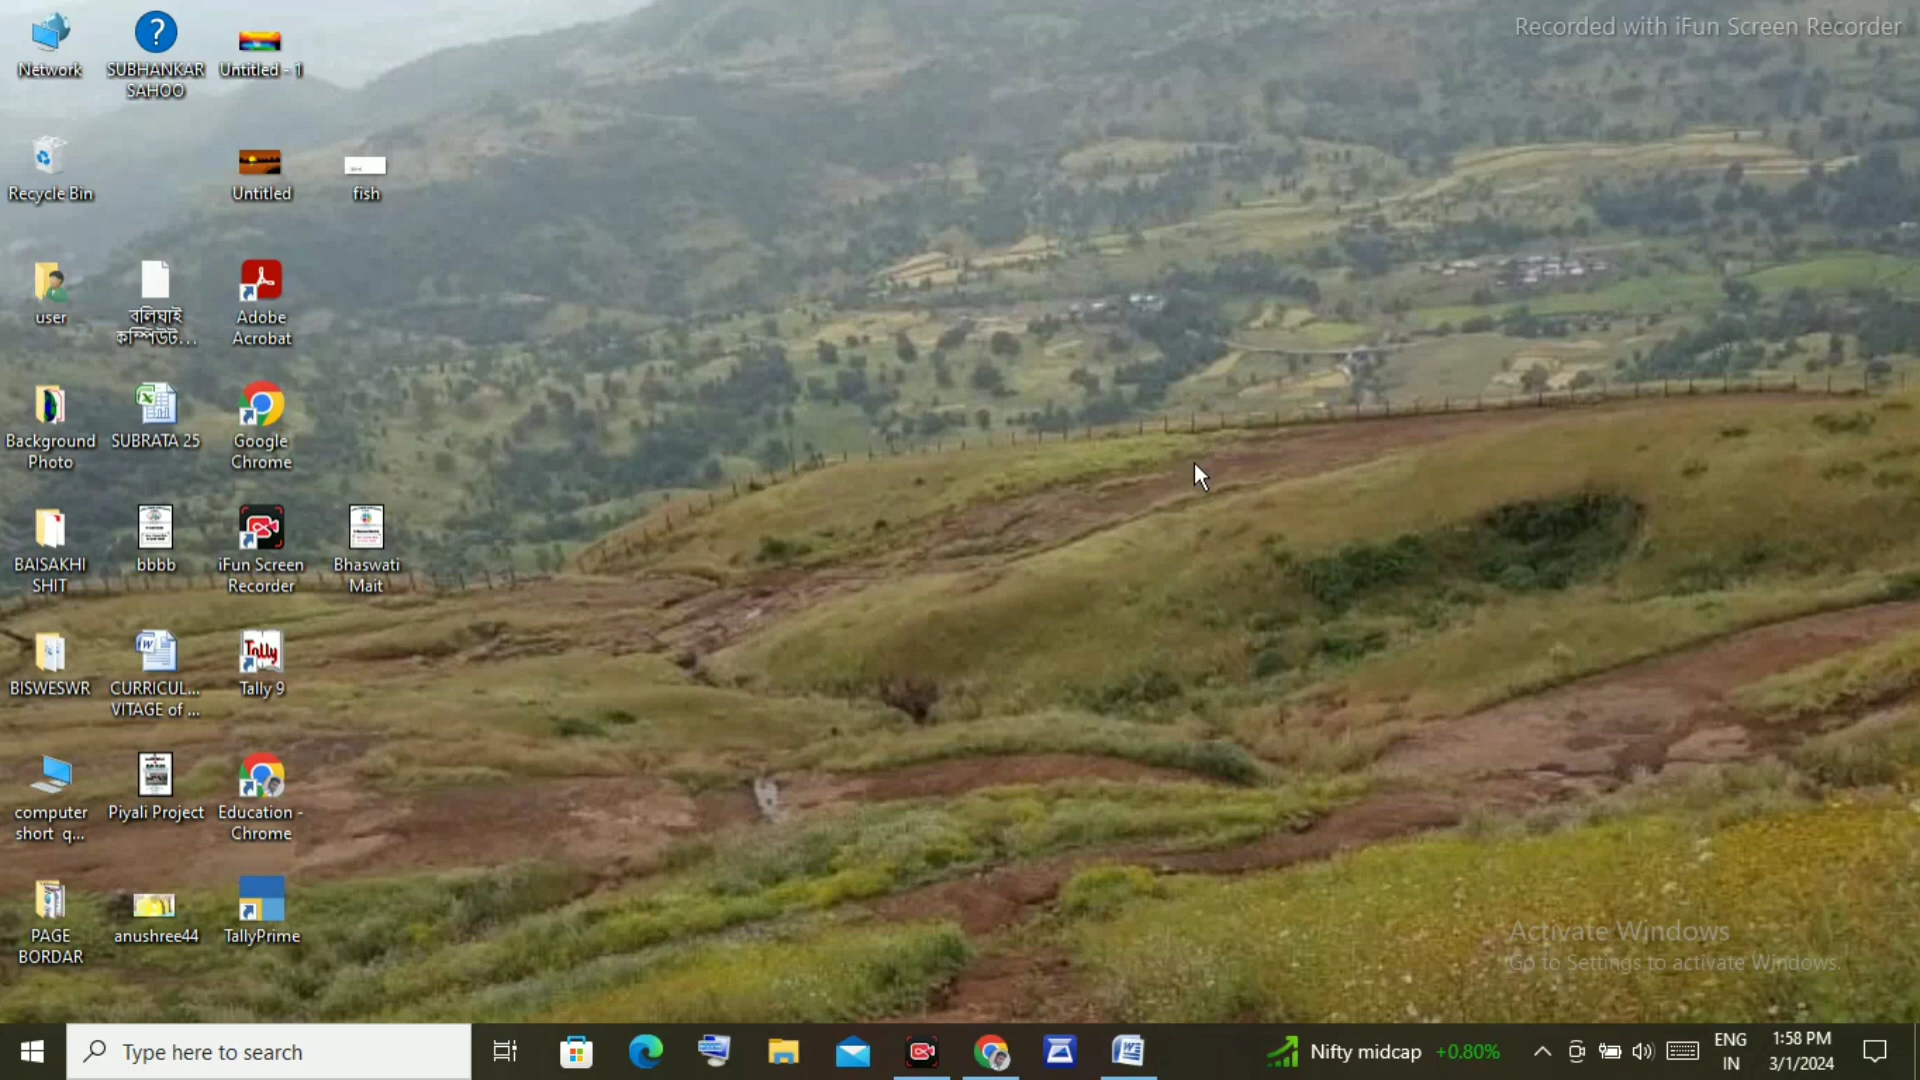 Recorded with iFun Screen Recorder
Network
SUBHANKAR
SAHOO
Untitled - 1
Recycle Bin
Untitled
fish
user
বলিঘাই
কম্পিউট...
Adobe
Acrobat
Background
Photo
SUBRATA 25
Google
Chrome
BAISAKHI
SHIT
bbbb
iFun Screen
Recorder
Bhaswati
Mait
BISWESWR
CURRICUL...
VITAGE of ...
Tally
Tally 9
computer
short q...
Piyali Project
Education -
Chrome
PAGE
BORDAR
anushree44
TallyPrime
Activate Windows
Go to Settings to activate Windows.
Type here to search
Nifty midcap +0.80%
ENG
IN
1:58 PM
3/1/2024